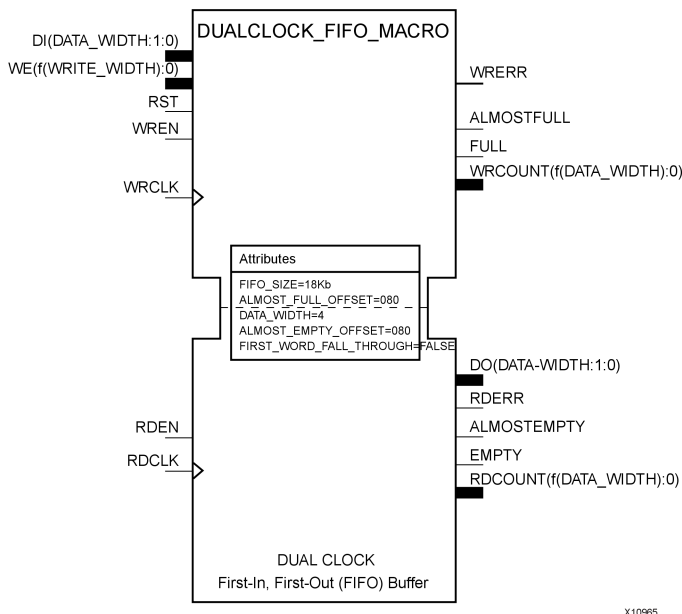 DUALCLOCK_FIFO_MACRO
DI(DATA_WIDTH:1:0)
WE(f(WRITE_WIDTH):0)
RST
WREN
WRCLK
WRERR
ALMOSTFULL
FULL
WRCOUNT(f(DATA_WIDTH):0)
Attributes
FIFO_SIZE=18Kb
ALMOST_FULL_OFFSET=080
DATA_WIDTH=4
ALMOST_EMPTY_OFFSET=080
FIRST_WORD_FALL_THROUGH=FALSE
RDEN
RDCLK
DO(DATA-WIDTH:1:0)
RDERR
ALMOSTEMPTY
EMPTY
RDCOUNT(f(DATA_WIDTH):0)
DUAL CLOCK
First-In, First-Out (FIFO) Buffer
X10965